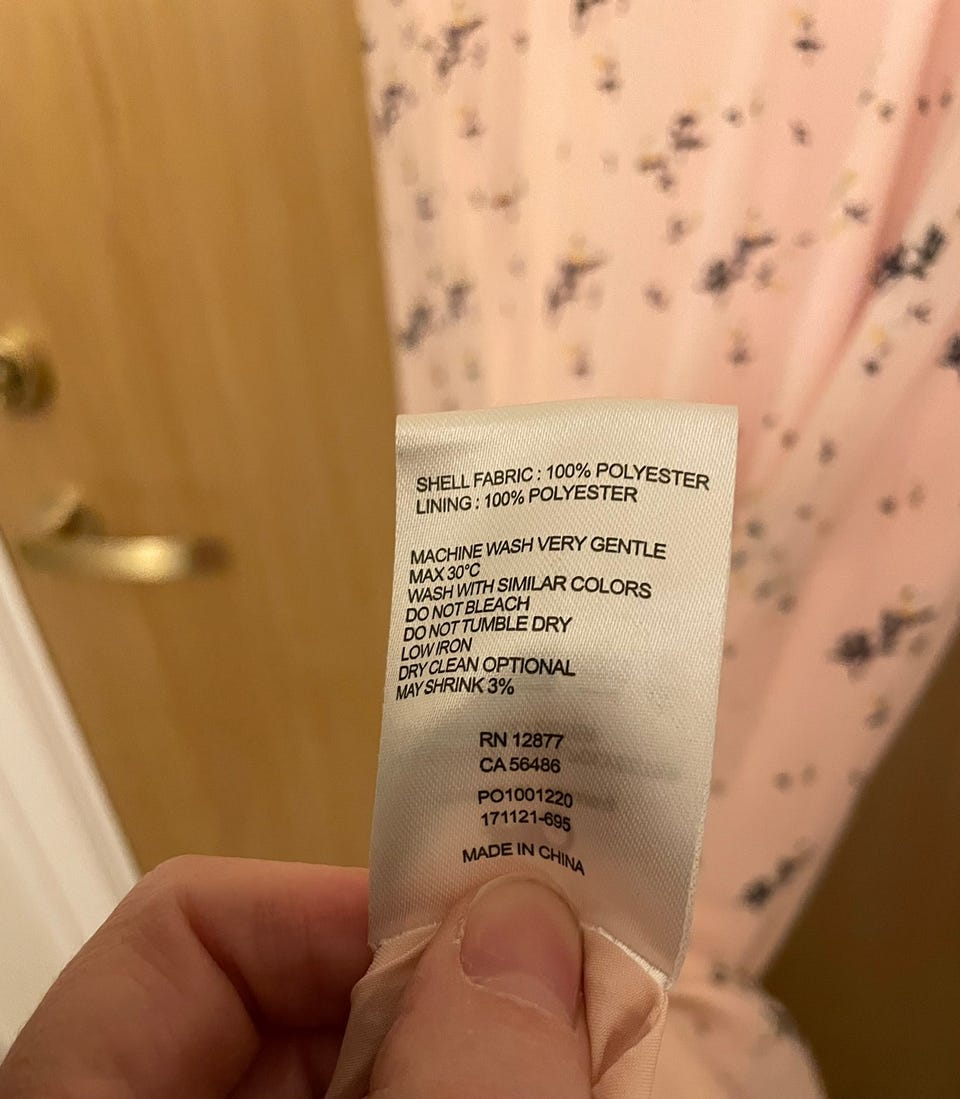 SHELL FABRIC : 100% POLYESTER
LINING : 100% POLYESTER
MACHINE WASH VERY GENTLE
MAX 30°C
WASH WITH SIMILAR COLORS
DO NOT BLEACH
DO NOT TUMBLE DRY
LOW IRON
DRY CLEAN OPTIONAL
MAY SHRINK 3%
RN 12877
CA 56486
PO1001220
171121-695
MADE IN CHINA